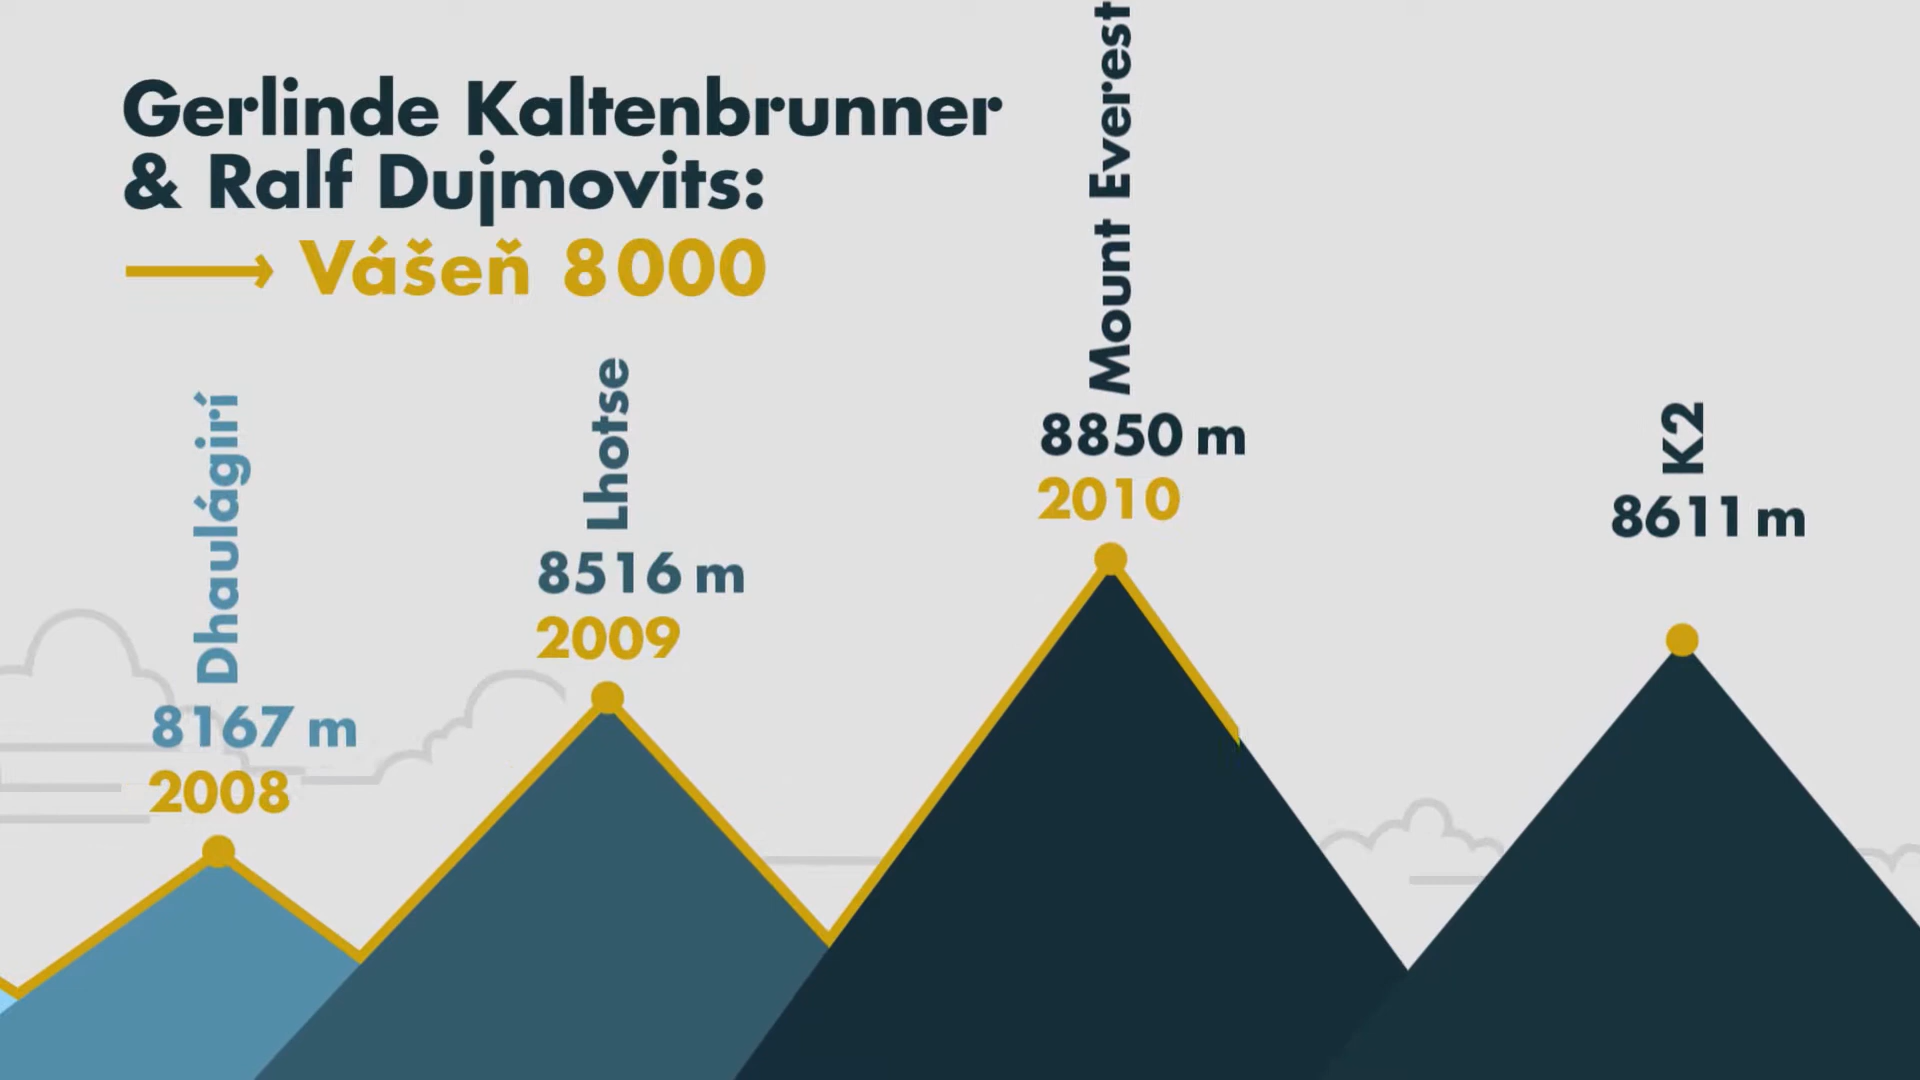 Gerlinde Kaltenbrunner
& Ralf Dujmovits:
Vášeň 8000
Dhaulágirí
8167 m
2008
Lhotse
8516 m
2009
Mount Everest
8850 m
2010
K2
8611 m